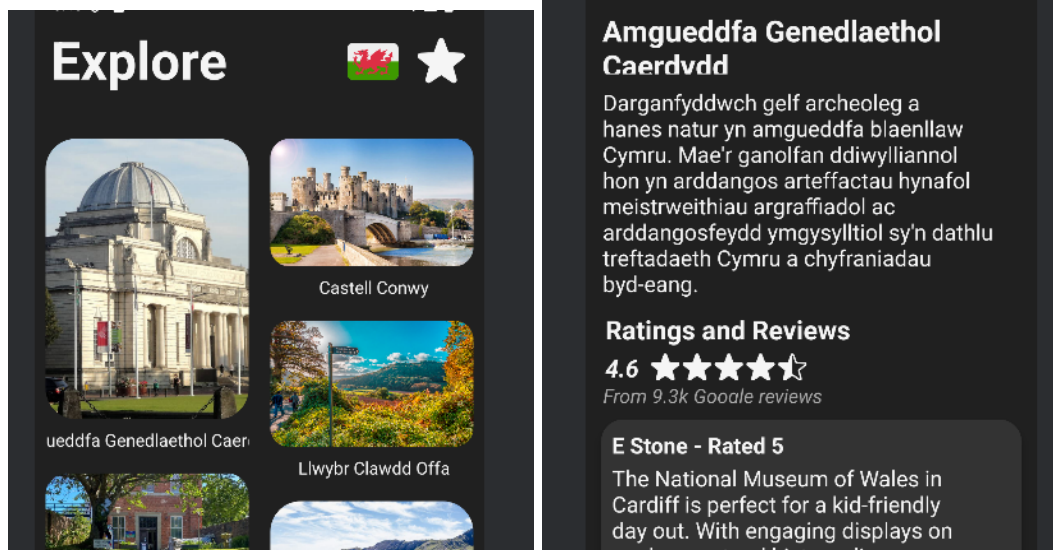 Explore
Castell Conwy
ueddfa Genedlaethol Caer
Llwybr Clawdd Offa
Amgueddfa Genedlaethol
Caerdydd
Darganfyddwch gelf archeoleg a
hanes natur yn amgueddfa blaenllaw
Cymru. Mae'r ganolfan ddiwylliannol
hon yn arddangos arteffactau hynafol
meistrweithiau argraffiadol ac
arddangosfeydd ymgysylltiol sy'n dathlu
treftadaeth Cymru a chyfraniadau
byd-eang.
Ratings and Reviews
4.6
From 9.3k Google reviews
E Stone - Rated 5
The National Museum of Wales in
Cardiff is perfect for a kid-friendly
day out. With engaging displays on